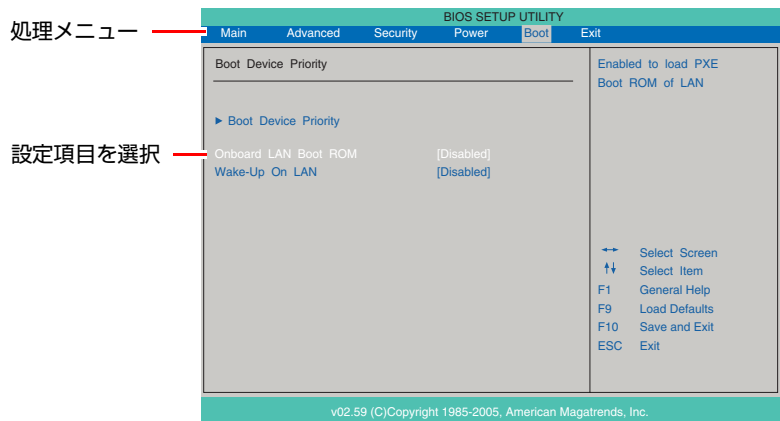 BIOS SETUP UTILITY
処理メニュー
Main Advanced Security Power Boot Exit
Boot Device Priority
Enabled to load PXE
Boot ROM of LAN
► Boot Device Priority
設定項目を選択
Onboard LAN Boot ROM [Disabled]
Wake-Up On LAN [Disabled]
Select Screen
Select Item
F1 General Help
F9 Load Defaults
F10 Save and Exit
ESC Exit
v02.59 (C)Copyright 1985-2005, American Magatrends, Inc.